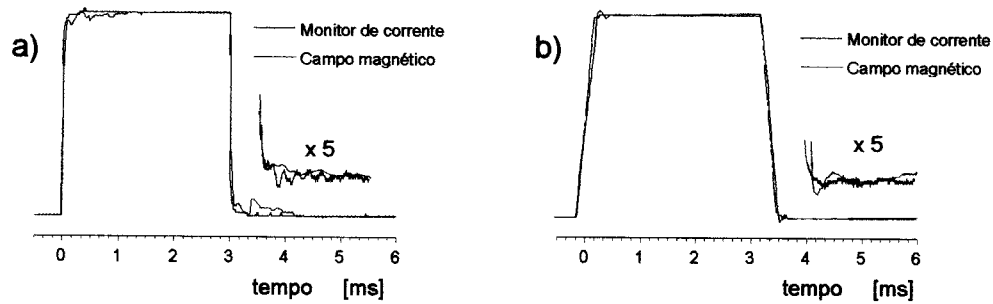 a)
Monitor de corrente
Campo magnético
x 5
0 1 2 3 4 5 6
tempo [ms]
b)
Monitor de corrente
Campo magnético
x 5
0 1 2 3 4 5 6
tempo [ms]